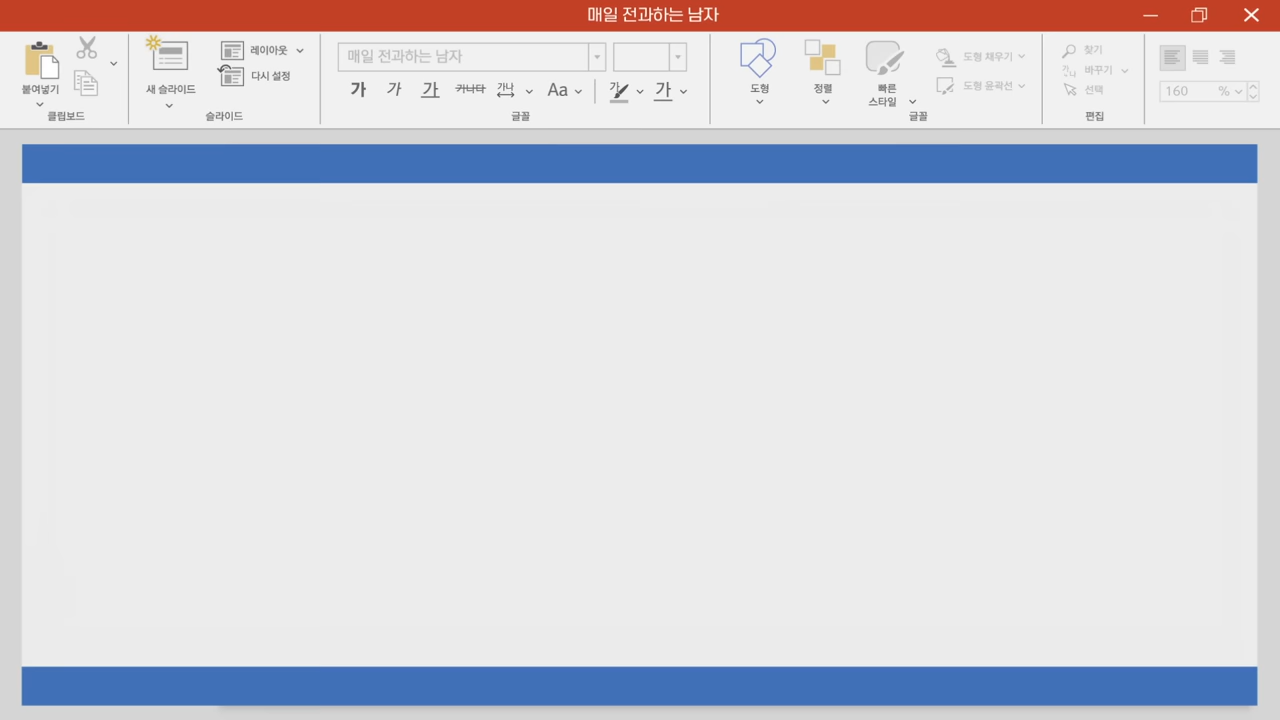 매일 전과하는 남자
붙여넣기
클립보드
새 슬라이드
레이아웃
다시 설정
슬라이드
매일 전과하는 남자
가 가 가 가나다 간나 Aa 가 가
글꼴
도형
정렬
빠른
스타일
도형 채우기
도형 윤곽선
글꼴
찾기
바꾸기
선택
편집
160 %